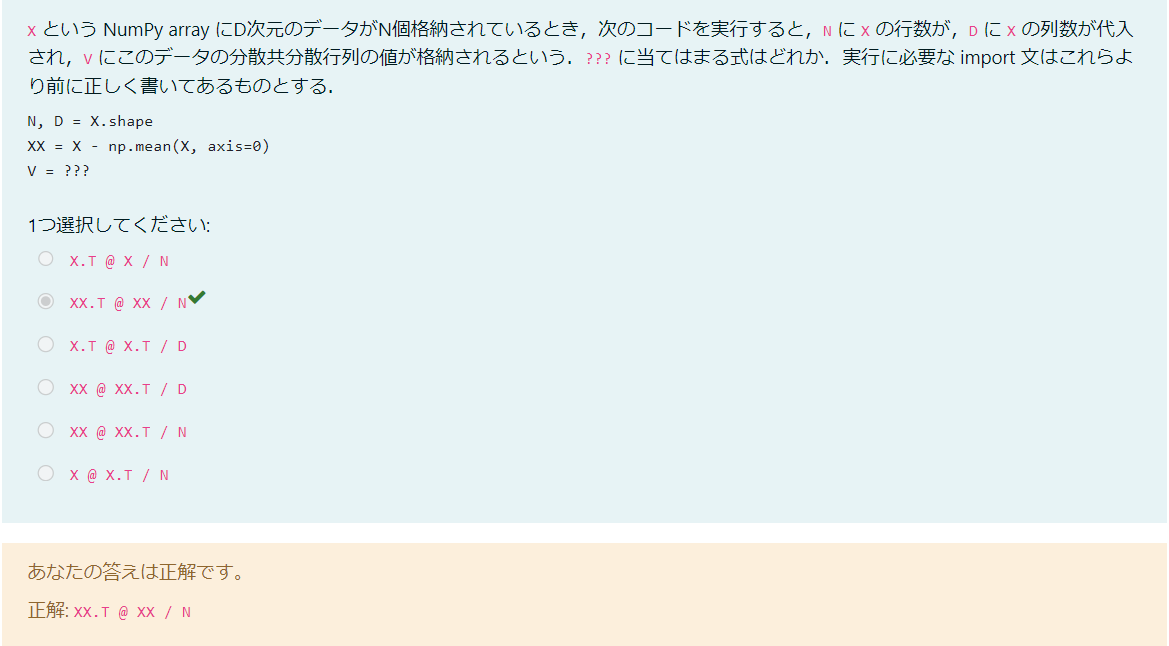 X という NumPy array にD次元のデータがN個格納されているとき，次のコードを実行すると，N に X の行数が，D に X の列数が代入
され，V にこのデータの分散共分散行列の値が格納されるという．??? に当てはまる式はどれか．実行に必要な import 文はこれらよ
り前に正しく書いてあるものとする．
N, D = X.shape
XX = X - np.mean(X, axis=0)
V = ???
1つ選択してください:
X.T @ X / N
XX.T @ XX / N
X.T @ X.T / D
XX @ XX.T / D
XX @ XX.T / N
X @ X.T / N
あなたの答えは正解です。
正解: XX.T @ XX / N